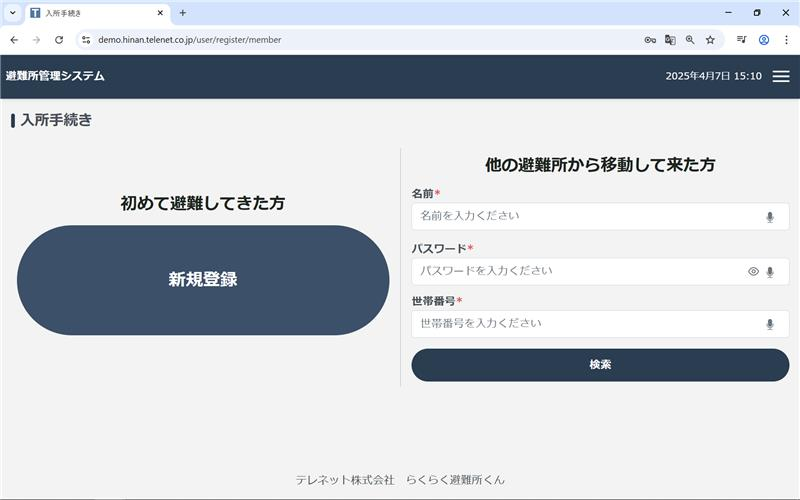 入所手続き
demo.hinan.telenet.co.jp/user/register/member
避難所管理システム
2025年4月7日 15:10
入所手続き
初めて避難してきた方
新規登録
他の避難所から移動して来た方
名前*
名前を入力ください
パスワード*
パスワードを入力ください
世帯番号*
世帯番号を入力ください
検索
テレネット株式会社　らくらく避難所くん